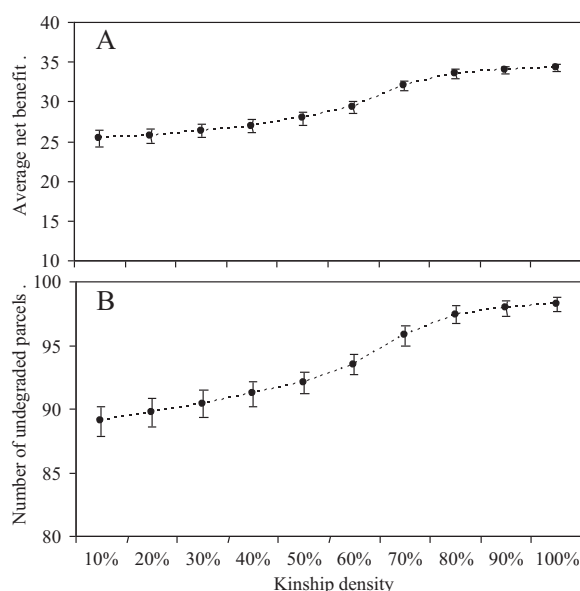 A
Average net benefit .
40
35
30
25
20
15
10
B
Number of undegraded parcels .
100
95
90
85
80
10% 20% 30% 40% 50% 60% 70% 80% 90% 100%
Kinship density